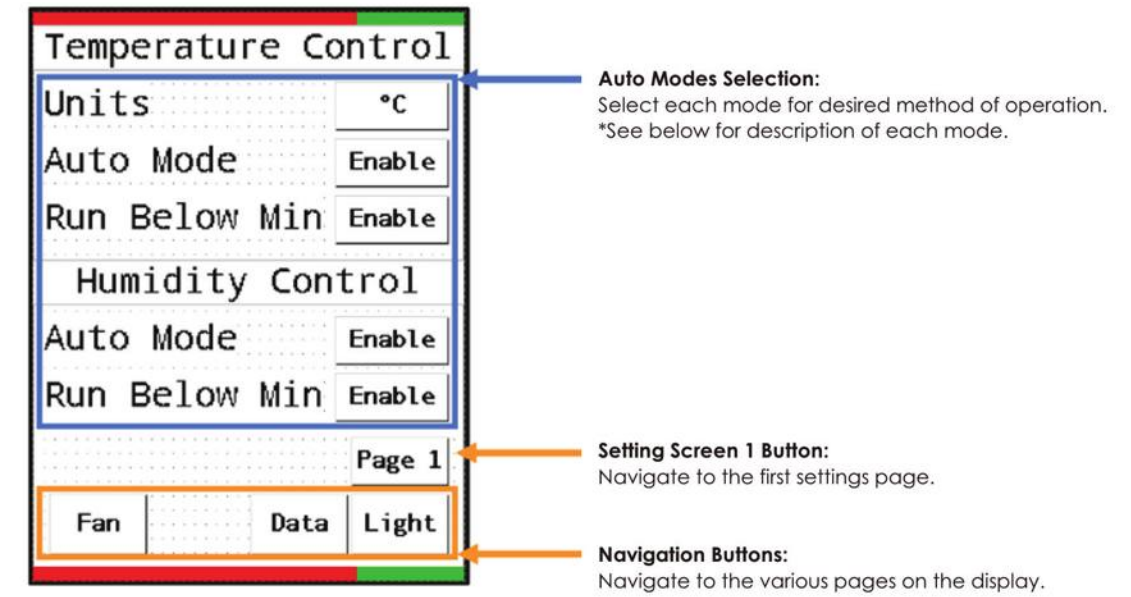 Temperature Control
Units °C
Auto Mode Enable
Run Below Min Enable
Humidity Control
Auto Mode Enable
Run Below Min Enable
Page 1
Fan Data Light
Auto Modes Selection:
Select each mode for desired method of operation.
*See below for description of each mode.
Setting Screen 1 Button:
Navigate to the first settings page.
Navigation Buttons:
Navigate to the various pages on the display.